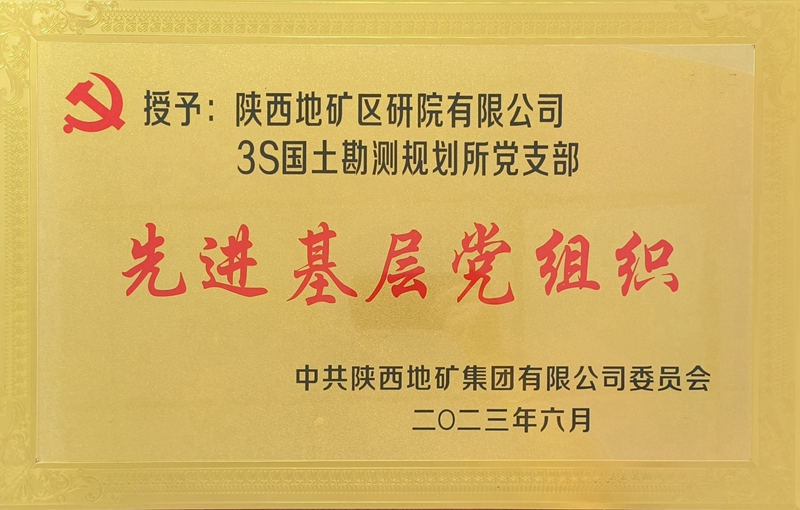 授予：陕西地矿区研院有限公司
3S国土勘测规划所党支部
先进基层党组织
中共陕西地矿集团有限公司委员会
二〇二三年六月